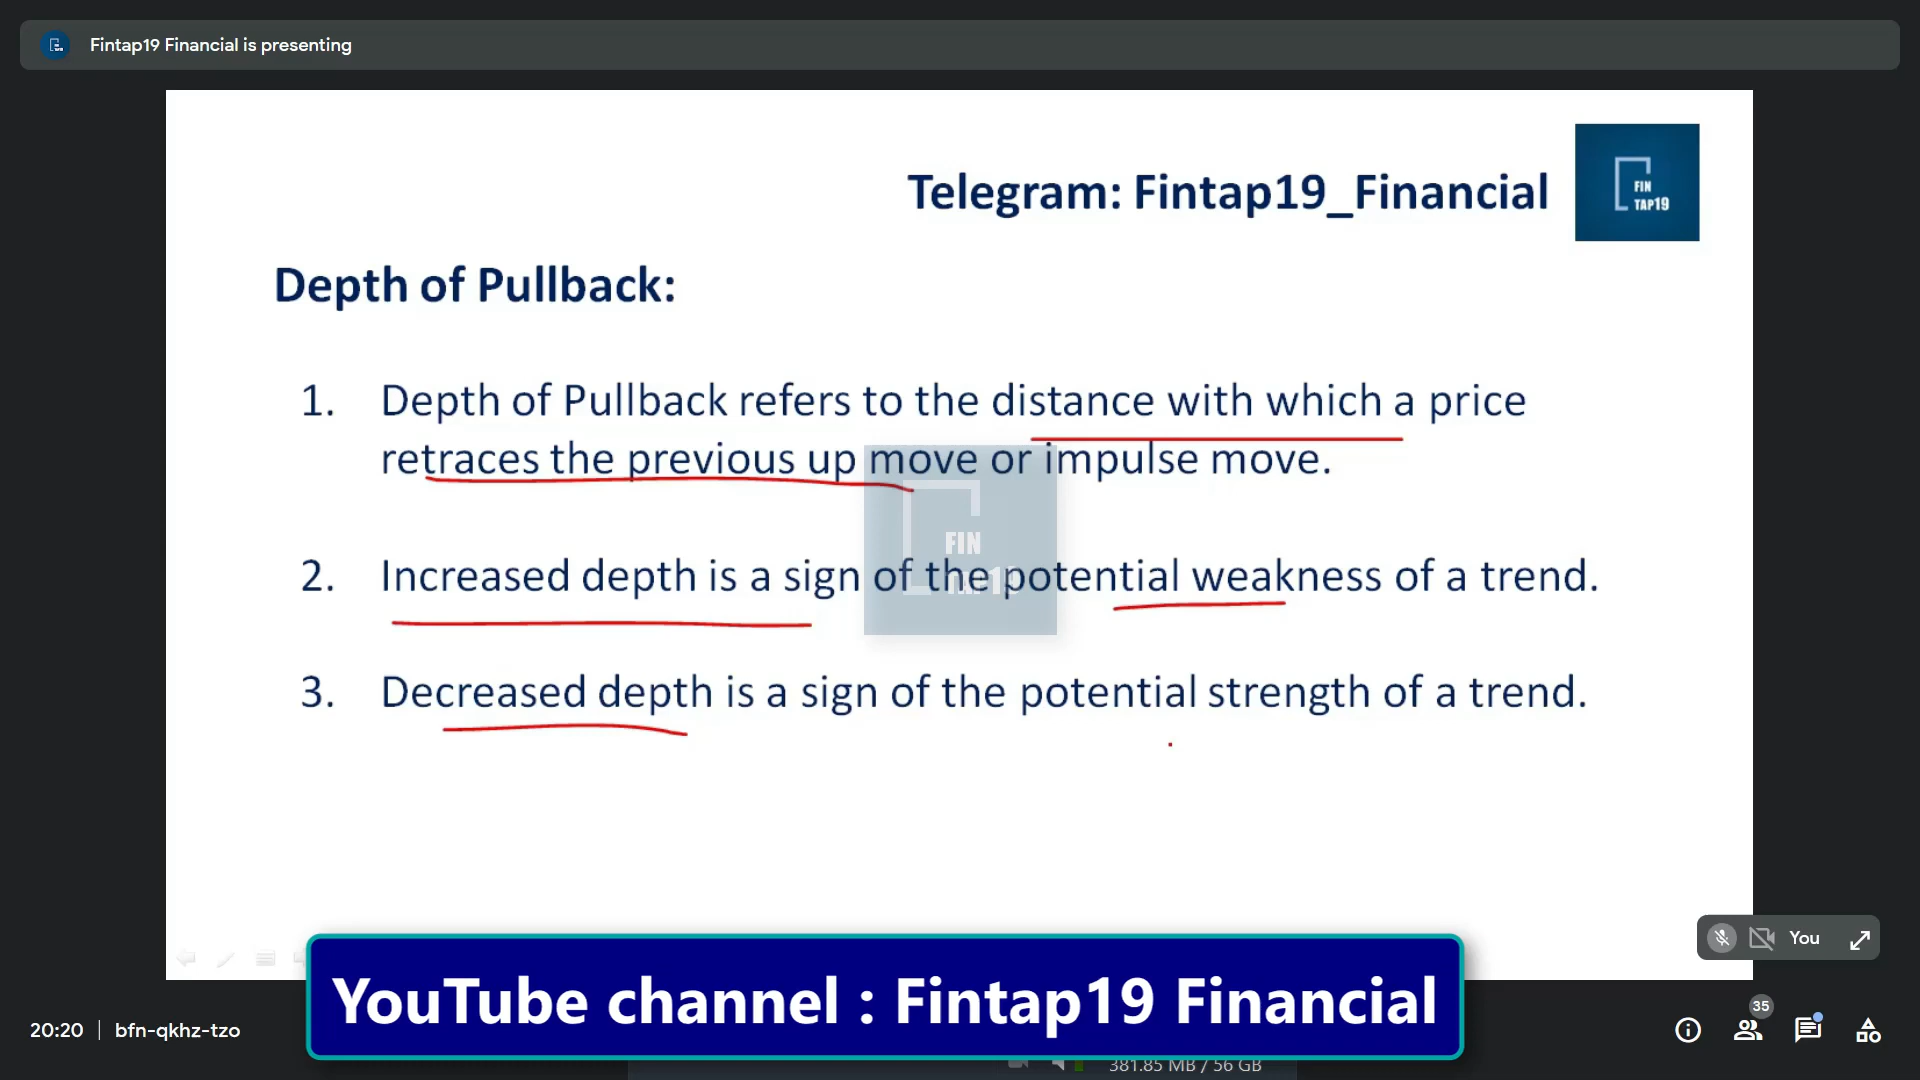 Fintap19 Financial is presenting
Telegram: Fintap19_Financial
FIN
TAP19
Depth of Pullback:
1. Depth of Pullback refers to the distance with which a price
retraces the previous up move or impulse move.
FIN
2. Increased depth is a sign of the potential weakness of a trend.
3. Decreased depth is a sign of the potential strength of a trend.
You
YouTube channel : Fintap19 Financial
35
20:20 | bfn-qkhz-tzo
381.85 MB / 56 GB